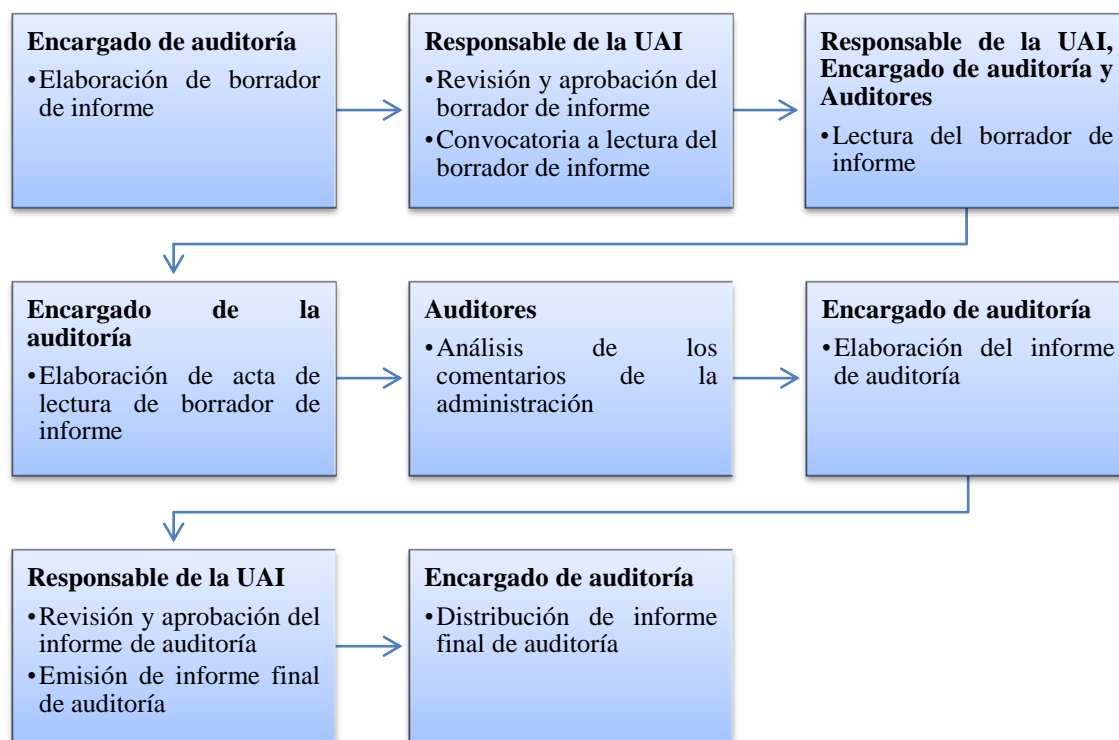 Encargado de auditoría
•Elaboración de borrador
de informe
Responsable de la UAI
•Revisión y aprobación del
borrador de informe
•Convocatoria a lectura del
borrador de informe
Responsable de la UAI,
Encargado de auditoría y
Auditores
•Lectura del borrador de
informe
Encargado de la
auditoría
•Elaboración de acta de
lectura de borrador de
informe
Auditores
•Análisis de los
comentarios de la
administración
Encargado de auditoría
•Elaboración del informe
de auditoría
Responsable de la UAI
•Revisión y aprobación del
informe de auditoría
•Emisión de informe final
de auditoría
Encargado de auditoría
•Distribución de informe
final de auditoría